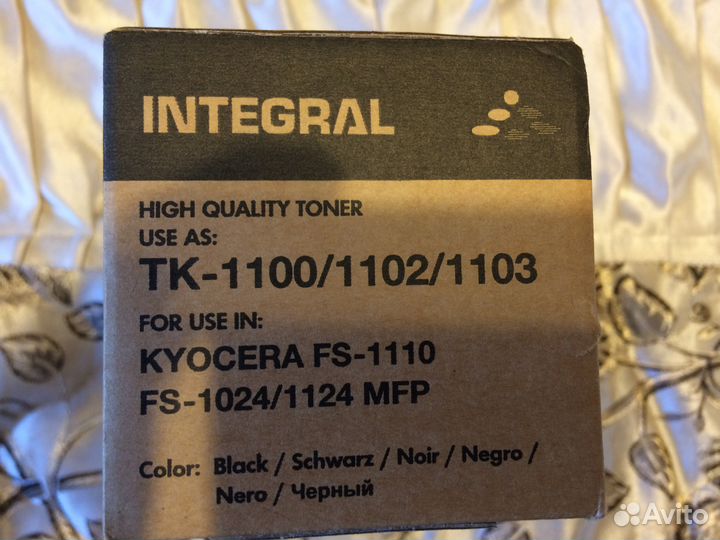 INTEGRAL
HIGH QUALITY TONER
USE AS:
TK-1100/1102/1103
FOR USE IN:
KYOCERA FS-1110
FS-1024/1124 MFP
Color: Black / Schwarz / Noir / Negro /
Nero / Черный
Avito